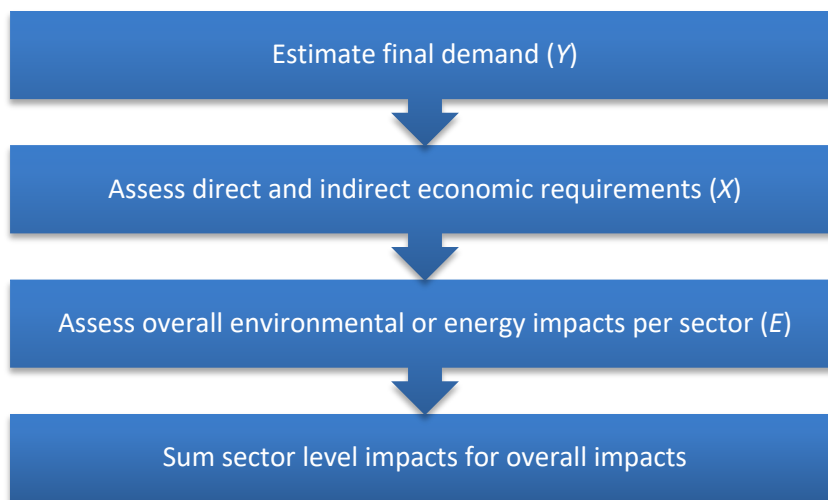 Estimate final demand (Y)
Assess direct and indirect economic requirements (X)
Assess overall environmental or energy impacts per sector (E)
Sum sector level impacts for overall impacts